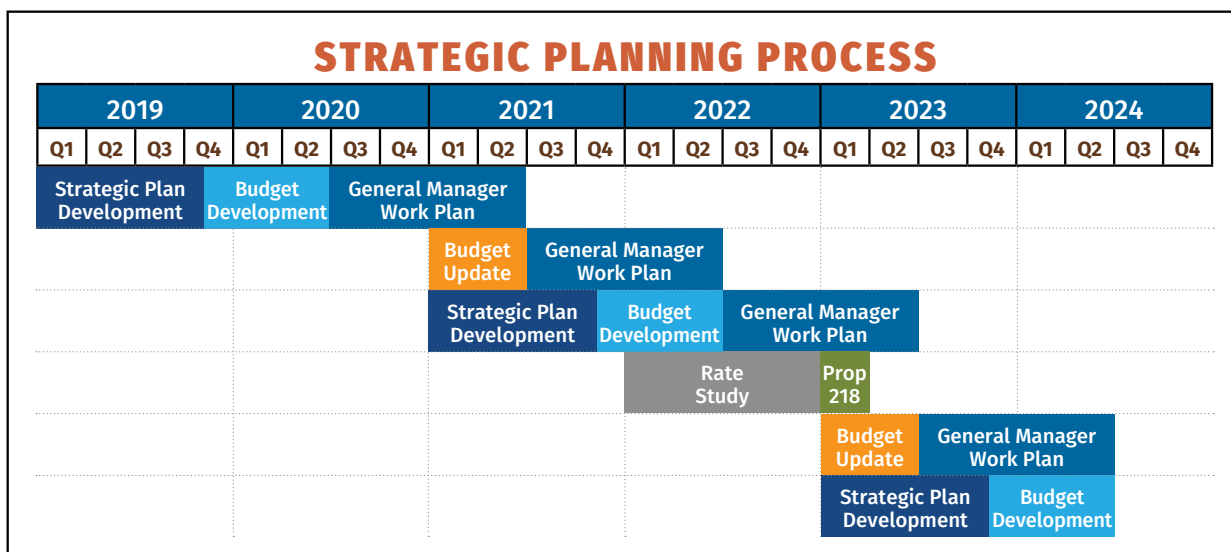 STRATEGIC PLANNING PROCESS
2019 2020 2021 2022 2023 2024
Q1 Q2 Q3 Q4 Q1 Q2 Q3 Q4 Q1 Q2 Q3 Q4 Q1 Q2 Q3 Q4 Q1 Q2 Q3 Q4 Q1 Q2 Q3 Q4
Strategic Plan Budget General Manager
Development Development Work Plan
Budget General Manager
Update Work Plan
Strategic Plan Budget General Manager
Development Development Work Plan
Rate Prop
Study 218
Budget General Manager
Update Work Plan
Strategic Plan Budget
Development Development